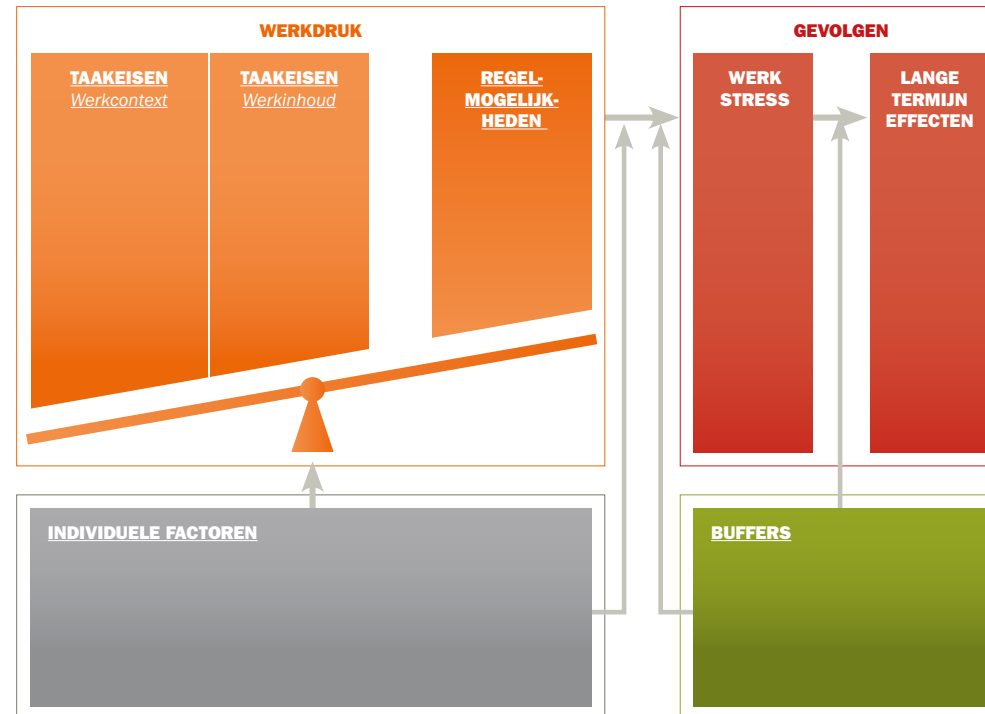 WERKDRUK
TAAKEISEN
Werkcontext
TAAKEISEN
Werkinhoud
REGEL-
MOGELIJK-
HEDEN
GEVOLGEN
WERK
STRESS
LANGE
TERMIJN
EFFECTEN
INDIVIDUELE FACTOREN
BUFFERS